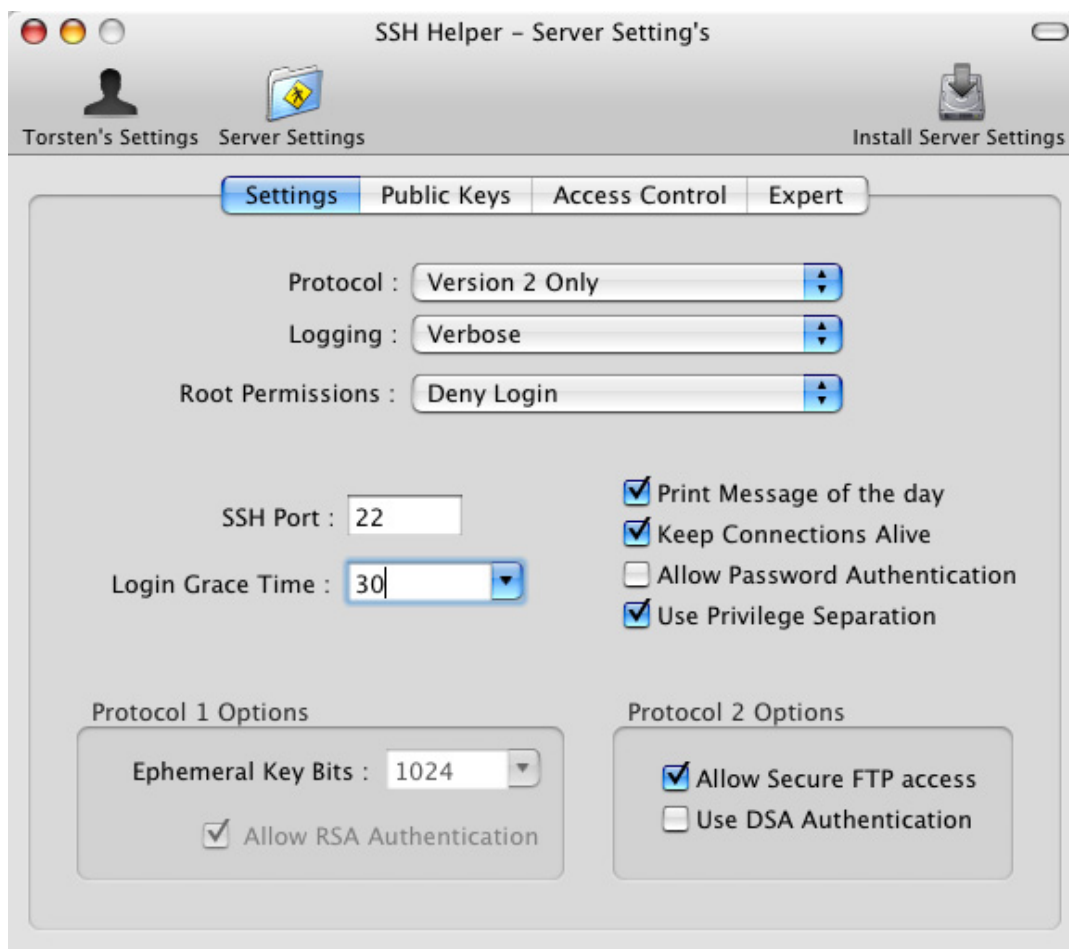 SSH Helper – Server Setting's
Torsten's Settings Server Settings Install Server Settings
Settings Public Keys Access Control Expert
Protocol : Version 2 Only
Logging : Verbose
Root Permissions : Deny Login
SSH Port : 22
Login Grace Time : 30
Print Message of the day
Keep Connections Alive
Allow Password Authentication
Use Privilege Separation
Protocol 1 Options
Ephemeral Key Bits : 1024
Allow RSA Authentication
Protocol 2 Options
Allow Secure FTP access
Use DSA Authentication